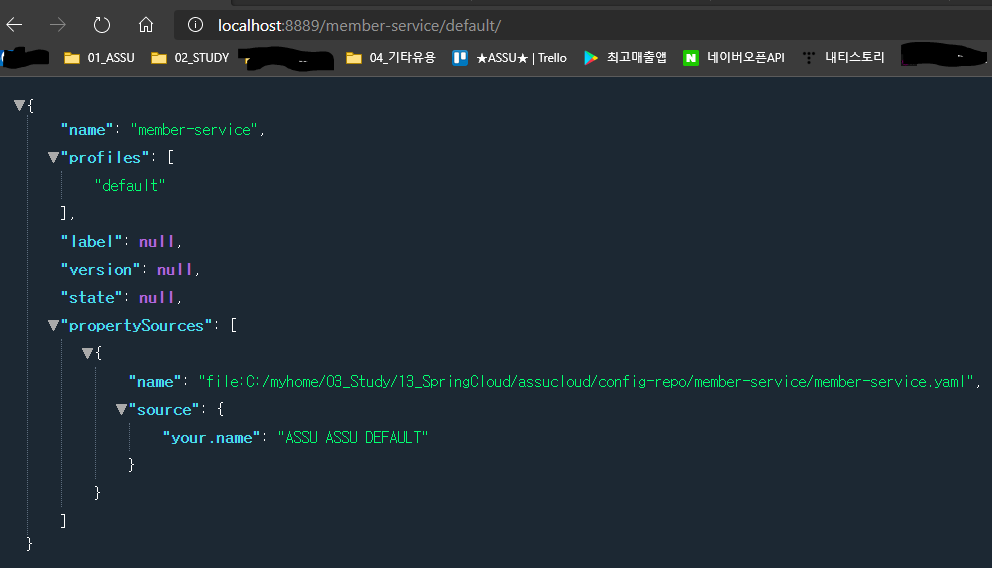 localhost:8889/member-service/default/
01_ASSU 02_STUDY 04_기타유용 ★ASSU★ | Trello 최고매출앱 N 네이버오픈API 내티스토리
{
"name": "member-service",
"profiles": [
"default"
],
"label": null,
"version": null,
"state": null,
"propertySources": [
{
"name": "file:C:/myhome/03_Study/13_SpringCloud/assucloud/config-repo/member-service/member-service.yaml",
"source": {
"your.name": "ASSU ASSU DEFAULT"
}
}
]
}